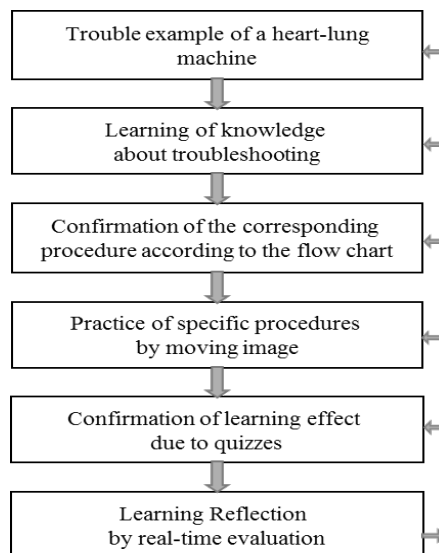 Trouble example of a heart-lung
machine
Learning of knowledge
about troubleshooting
Confirmation of the corresponding
procedure according to the flow chart
Practice of specific procedures
by moving image
Confirmation of learning effect
due to quizzes
Learning Reflection
by real-time evaluation